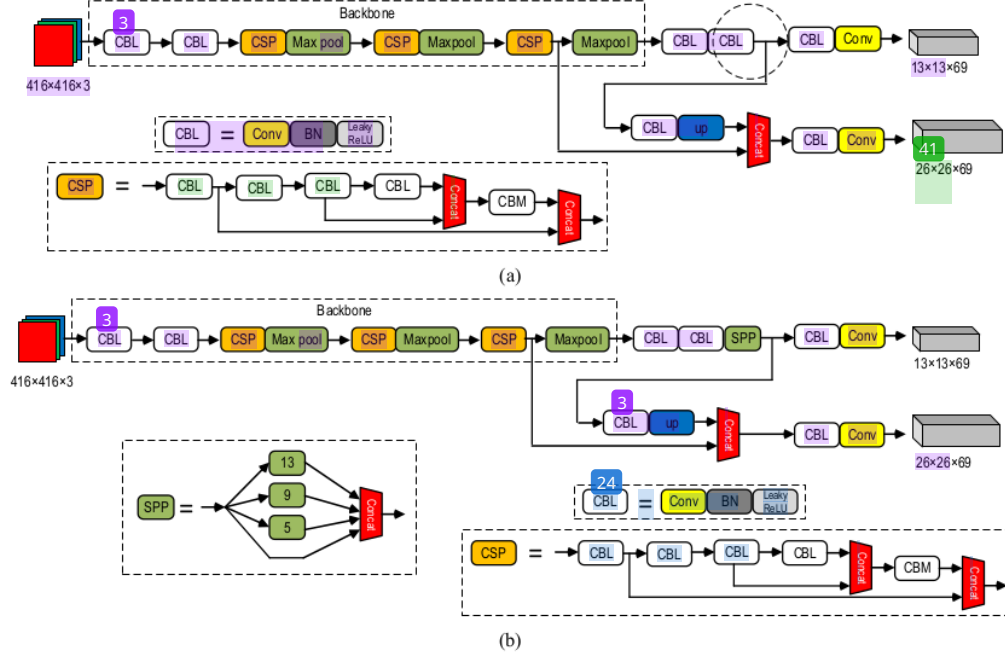 Backbone
3
CBL CBL CSP Maxpool CSP Maxpool CSP Maxpool CBL CBL CBL Conv
416×416×3
13×13×69
CBL = Conv BN Leaky ReLU
CBL up Concat CBL Conv
41
26×26×69
CSP = CBL CBL CBL CBL Concat CBM Concat
(a)
Backbone
3
CBL CBL CSP Maxpool CSP Maxpool CSP Maxpool CBL CBL SPP CBL Conv
416×416×3
13×13×69
3
CBL up Concat CBL Conv
26×26×69
SPP = 13 9 5 Concat
24
CBL = Conv BN Leaky ReLU
CSP = CBL CBL CBL CBL Concat CBM Concat
(b)